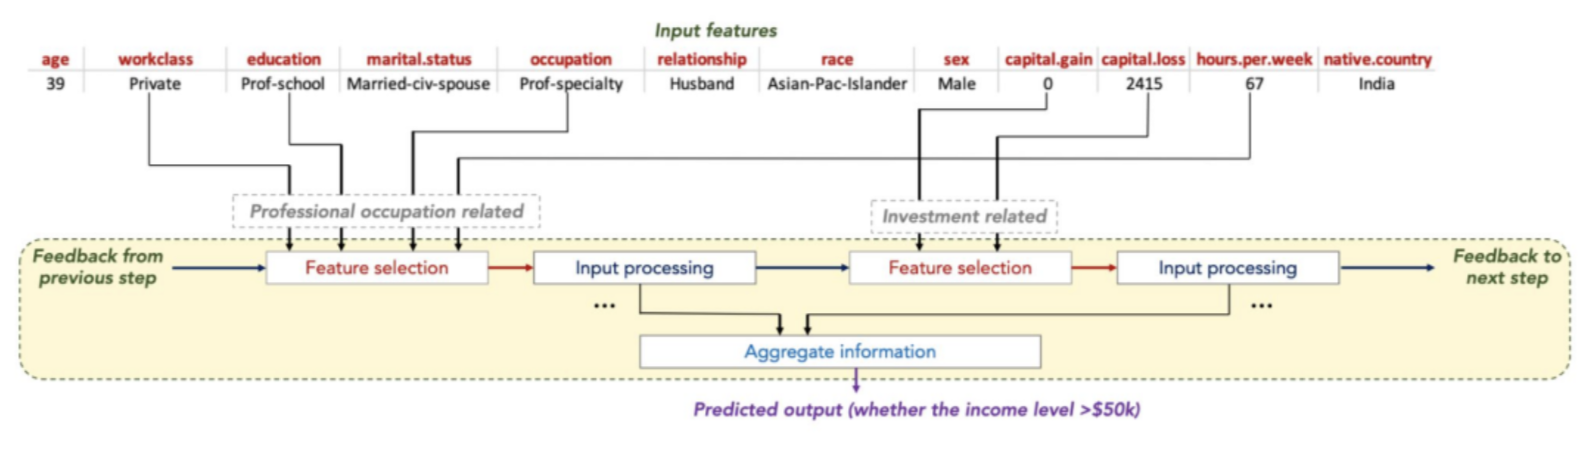 Input features
age workclass education marital.status occupation relationship race sex capital.gain capital.loss hours.per.week native.country
39 Private Prof-school Married-civ-spouse Prof-specialty Husband Asian-Pac-Islander Male 0 2415 67 India
Professional occupation related
Investment related
Feedback from
previous step
Feature selection
Input processing
Feature selection
Input processing
Feedback to
next step
...
...
Aggregate information
Predicted output (whether the income level >$50k)